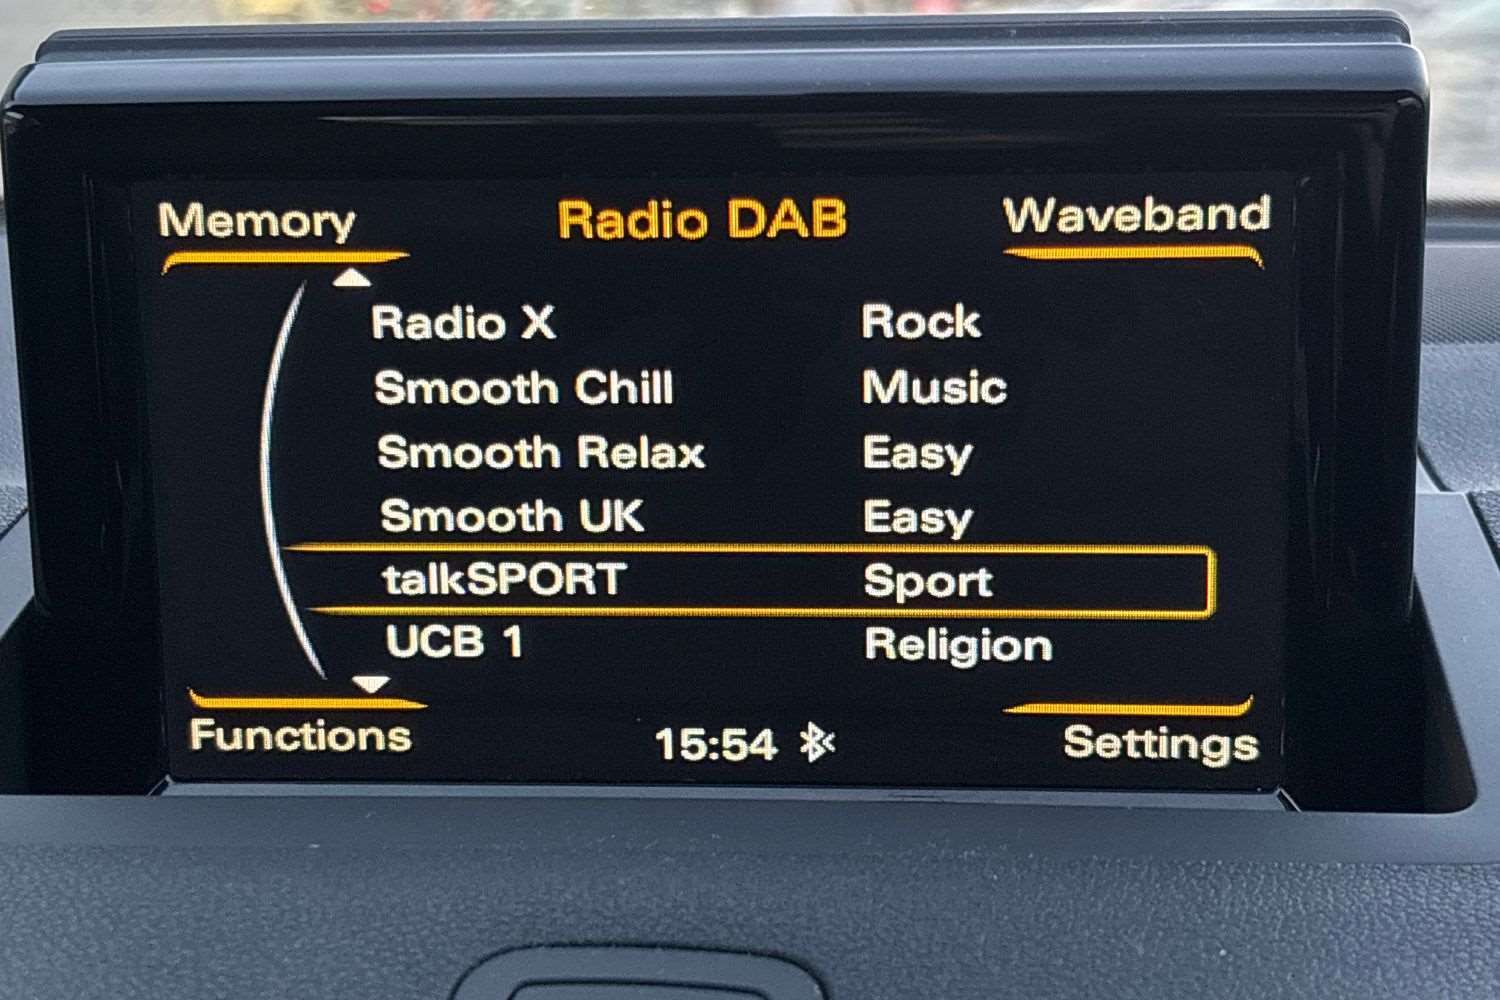 Memory Radio DAB Waveband
Radio X Rock
Smooth Chill Music
Smooth Relax Easy
Smooth UK Easy
talkSPORT Sport
UCB 1 Religion
Functions 15:54 Settings